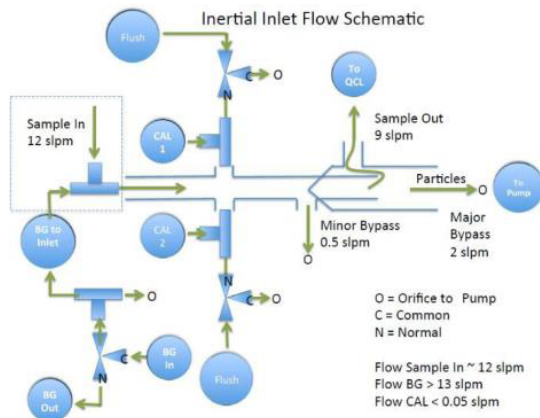 Inertial Inlet Flow Schematic
Flush
C
O
N
To
QCL
Sample In
12 slpm
CAL
1
Sample Out
9 slpm
Particles
O
To
Pump
BG to
Inlet
CAL
2
Minor Bypass
0.5 slpm
Major
Bypass
2 slpm
O
O
N
C
O
O = Orifice to Pump
C = Common
N = Normal
C
BG
In
N
Flush
BG
Out
Flow Sample In ~ 12 slpm
Flow BG > 13 slpm
Flow CAL < 0.05 slpm